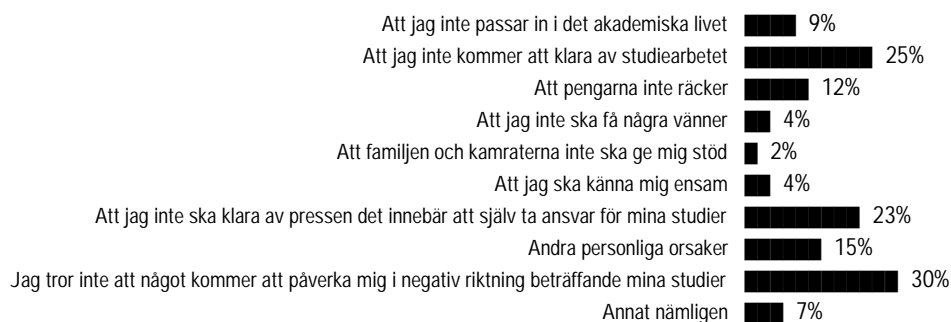 Att jag inte passar in i det akademiska livet 9%
Att jag inte kommer att klara av studiearbetet 25%
Att pengarna inte räcker 12%
Att jag inte ska få några vänner 4%
Att familjen och kamraterna inte ska ge mig stöd 2%
Att jag ska känna mig ensam 4%
Att jag inte ska klara av pressen det innebär att själv ta ansvar för mina studier 23%
Andra personliga orsaker 15%
Jag tror inte att något kommer att påverka mig i negativ riktning beträffande mina studier 30%
Annat nämligen 7%